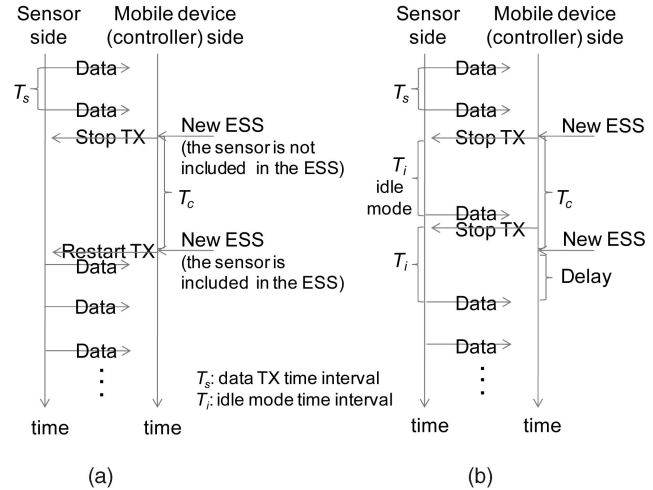 Sensor side
Mobile device (controller) side
Data
Ts
Data
Stop TX
New ESS
(the sensor is not
included in the ESS)
Tc
Restart TX
New ESS
(the sensor is
included in the ESS)
Data
Data
Data
time
time
(a)
Ts: data TX time interval
Ti: idle mode time interval
Sensor side
Mobile device (controller) side
Data
Ts
Data
Stop TX
New ESS
Ti
idle
mode
Tc
Data
Stop TX
New ESS
Ti
Delay
Data
Data
time
time
(b)